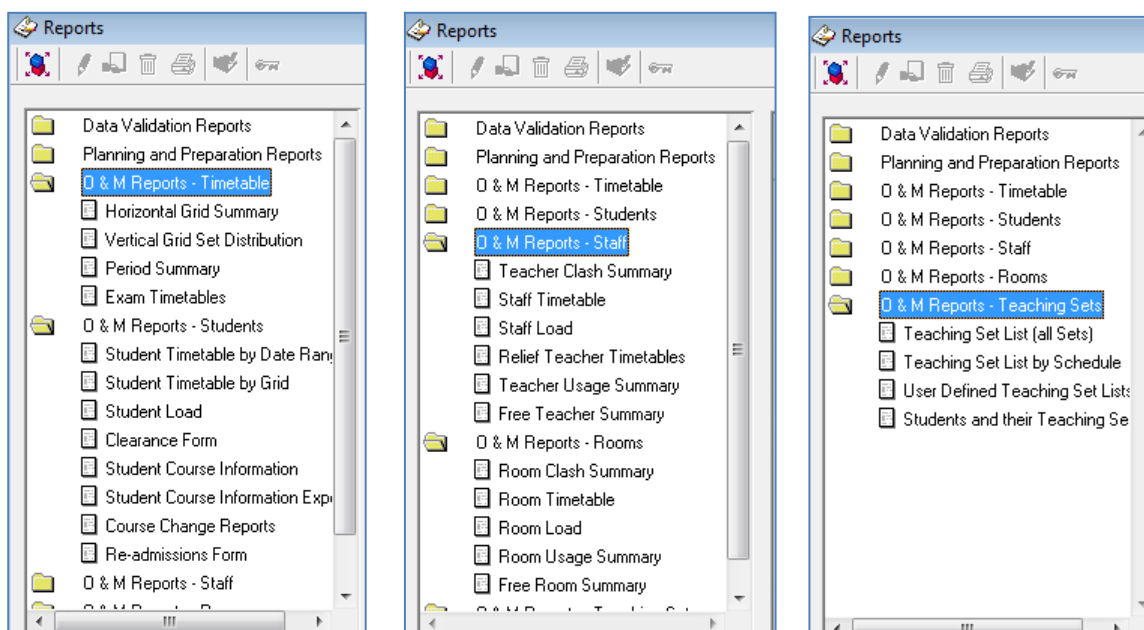 Reports
Data Validation Reports
Planning and Preparation Reports
O & M Reports - Timetable
Horizontal Grid Summary
Vertical Grid Set Distribution
Period Summary
Exam Timetables
O & M Reports - Students
Student Timetable by Date Ran
Student Timetable by Grid
Student Load
Clearance Form
Student Course Information
Student Course Information Exp
Course Change Reports
Re-admissions Form
O & M Reports - Staff
Reports
Data Validation Reports
Planning and Preparation Reports
O & M Reports - Timetable
O & M Reports - Students
O & M Reports - Staff
Teacher Clash Summary
Staff Timetable
Staff Load
Relief Teacher Timetables
Teacher Usage Summary
Free Teacher Summary
O & M Reports - Rooms
Room Clash Summary
Room Timetable
Room Load
Room Usage Summary
Free Room Summary
Reports
Data Validation Reports
Planning and Preparation Reports
O & M Reports - Timetable
O & M Reports - Students
O & M Reports - Staff
O & M Reports - Rooms
O & M Reports - Teaching Sets
Teaching Set List (all Sets)
Teaching Set List by Schedule
User Defined Teaching Set Lists
Students and their Teaching Se